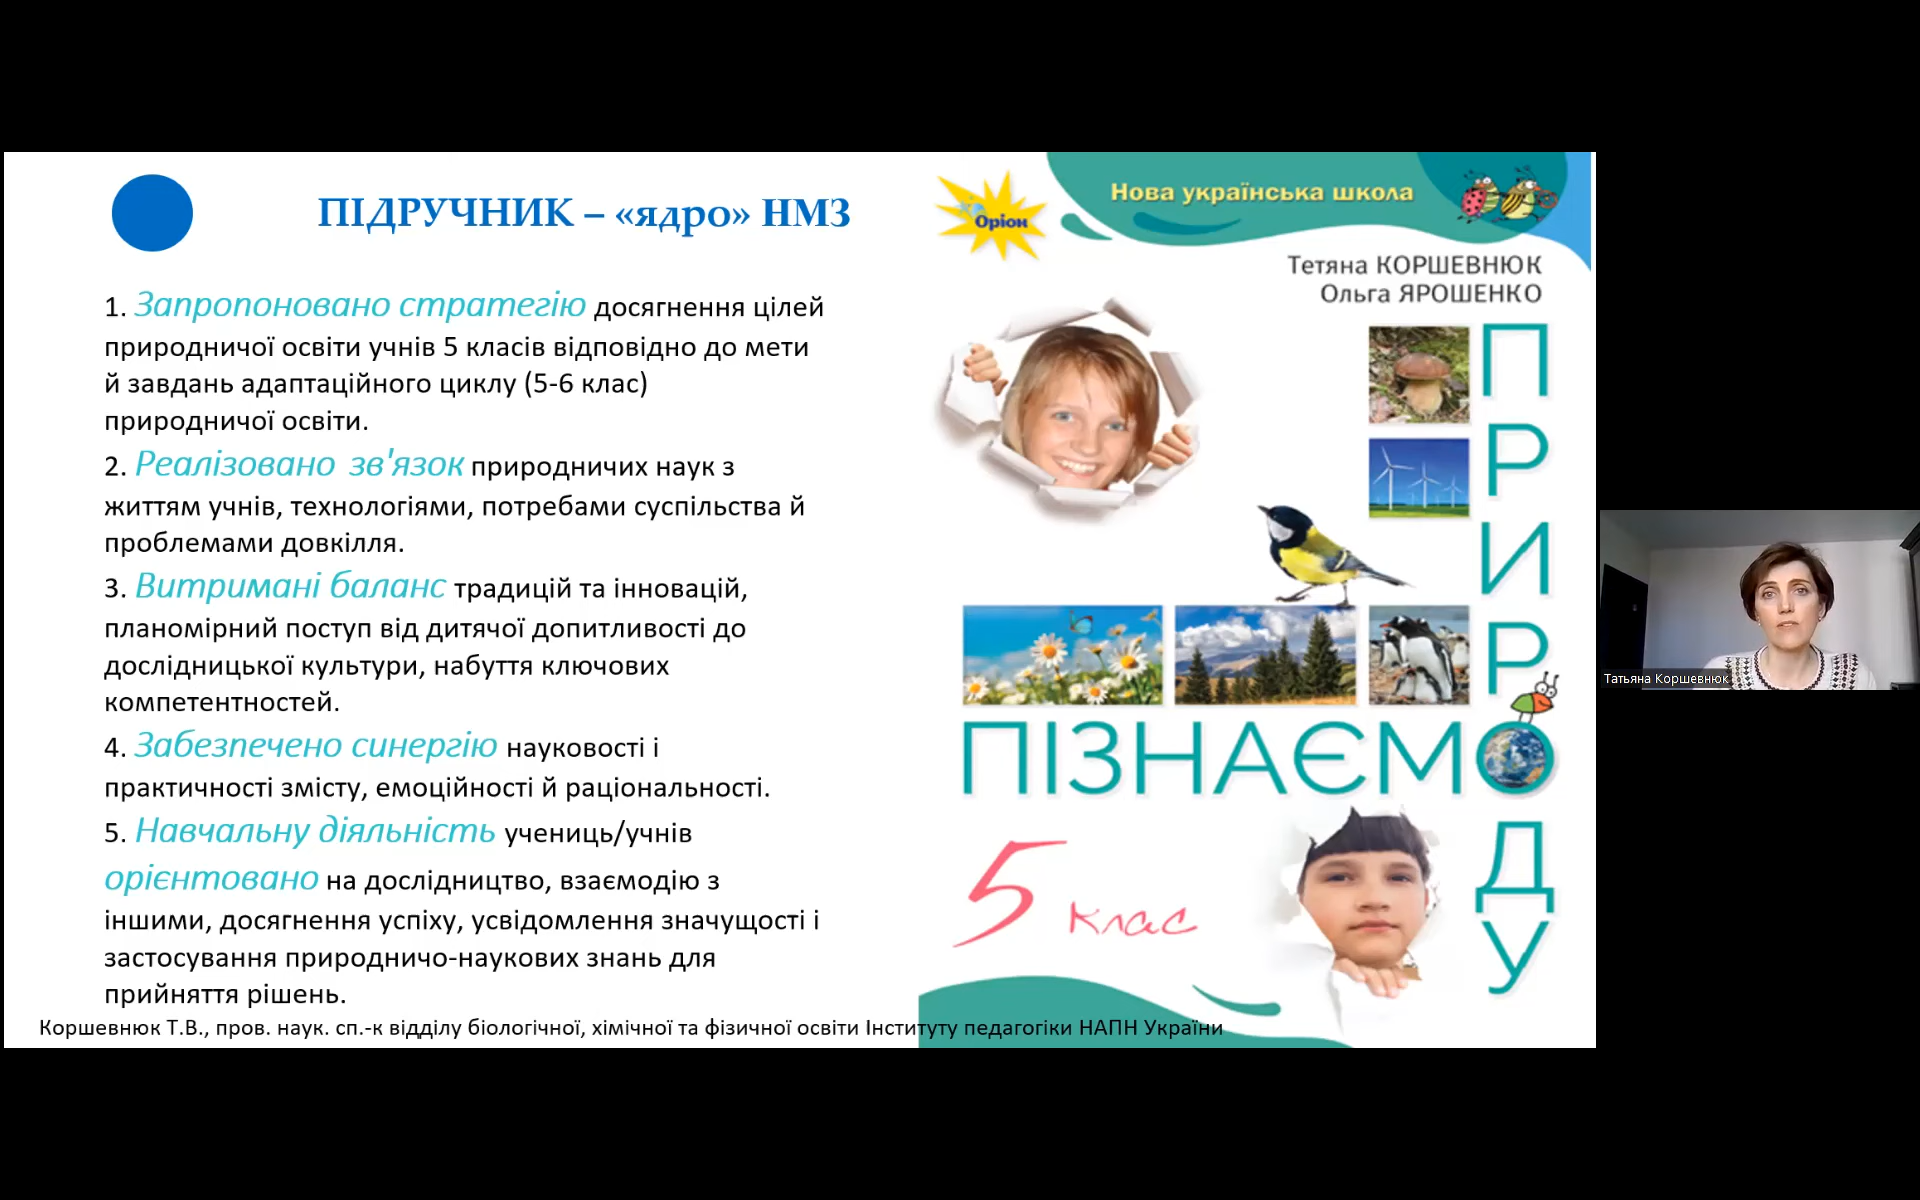 ПІДРУЧНИК – «ядро» НМЗ
1. Запропоновано стратегію досягнення цілей
природничої освіти учнів 5 класів відповідно до мети
й завдань адаптаційного циклу (5-6 клас)
природничої освіти.
2. Реалізовано зв'язок природничих наук з
життям учнів, технологіями, потребами суспільства й
проблемами довкілля.
3. Витримані баланс традицій та інновацій,
планомірний поступ від дитячої допитливості до
дослідницької культури, набуття ключових
компетентностей.
4. Забезпечено синергію науковості і
практичності змісту, емоційності й раціональності.
5. Навчальну діяльність учениць/учнів
орієнтовано на дослідництво, взаємодію з
іншими, досягнення успіху, усвідомлення значущості і
застосування природничо-наукових знань для
прийняття рішень.
Коршевнюк Т.В., пров. наук. сп.-к відділу біологічної, хімічної та фізичної освіти Інституту педагогіки НАПН України
Оріон
Нова українська школа
Тетяна КОРШЕВНЮК
Ольга ЯРОШЕНКО
ПІЗНАЄМО
ПРИРОДУ
5 клас
Татьяна Коршевнюк